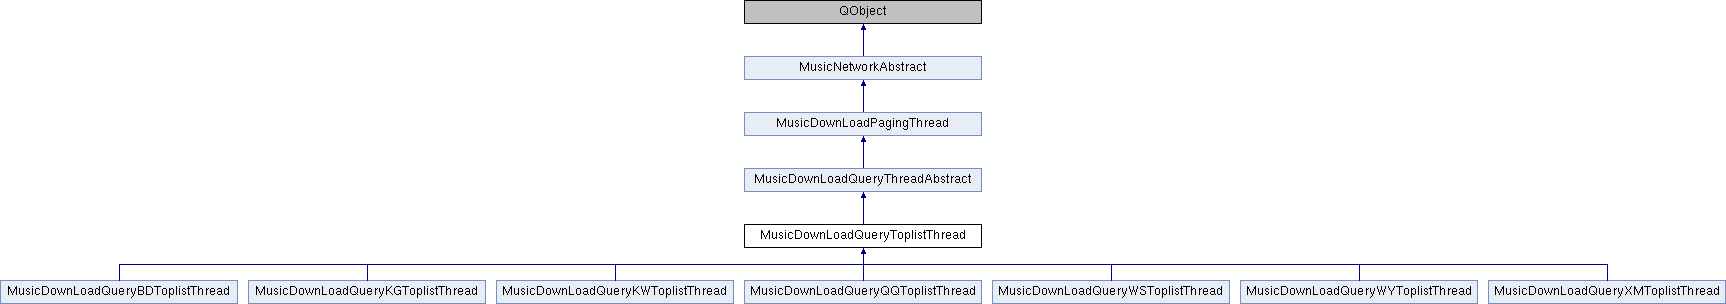 QObject
MusicNetworkAbstract
MusicDownLoadPagingThread
MusicDownLoadQueryThreadAbstract
MusicDownLoadQueryToplistThread
MusicDownLoadQueryBDToplistThread
MusicDownLoadQueryKGToplistThread
MusicDownLoadQueryKWToplistThread
MusicDownLoadQueryQQToplistThread
MusicDownLoadQueryWSToplistThread
MusicDownLoadQueryWYToplistThread
MusicDownLoadQueryXMToplistThread